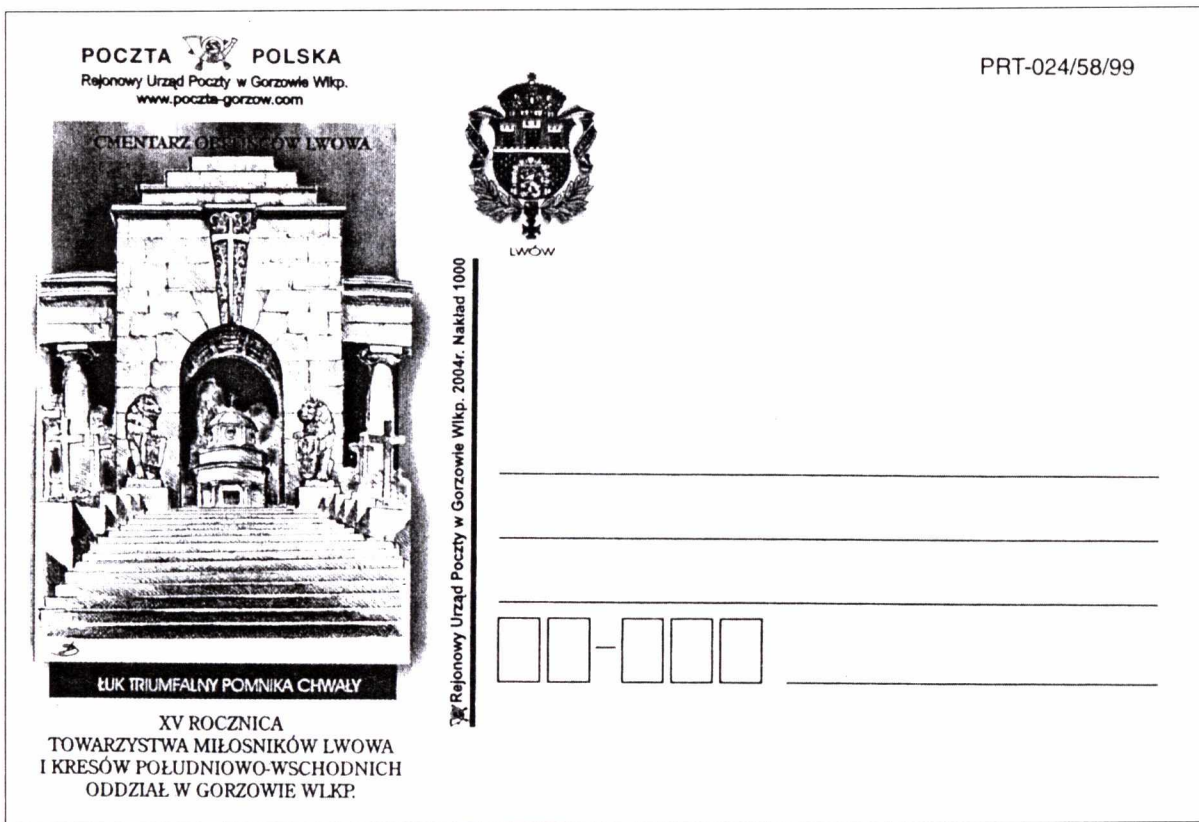 POCZTA POLSKA
Rejonowy Urząd Poczty w Gorzowie Wlkp.
www.poczta-gorzow.com
CMENTARZ OBROŃCÓW LWOWA
ŁUK TRIUMFALNY POMNIKA CHWAŁY
XV ROCZNICA
TOWARZYSTWA MIŁOSNIKÓW LWOWA
I KRESÓW POŁUDNIOWO-WSCHODNICH
ODDZIAŁ W GORZOWIE WLKP.
LWÓW
Rejonowy Urząd Poczty w Gorzowie Wlkp. 2004r. Nakład 1000
PRT-024/58/99